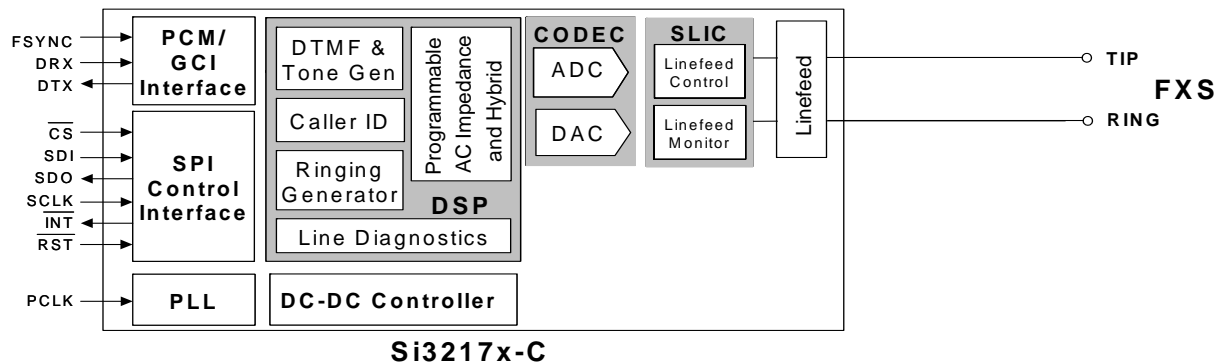 FSYNC
DRX
DTX
CS
SDI
SDO
SCLK
INT
RST
PCLK
PCM/
GCI
Interface
SPI
Control
Interface
PLL
DTMF &
Tone Gen
Caller ID
Ringing
Generator
Programmable
AC Impedance
and Hybrid
DSP
Line Diagnostics
DC-DC Controller
CODEC
ADC
DAC
SLIC
Linefeed
Control
Linefeed
Monitor
Linefeed
TIP
FXS
RING
Si3217x-C